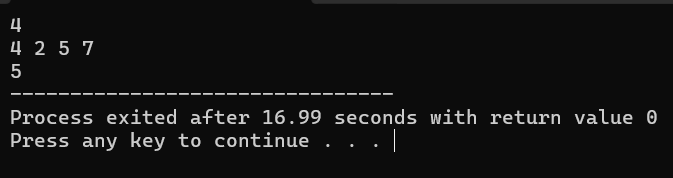 4
4 2 5 7
5
--------------------------------
Process exited after 16.99 seconds with return value 0
Press any key to continue . . .